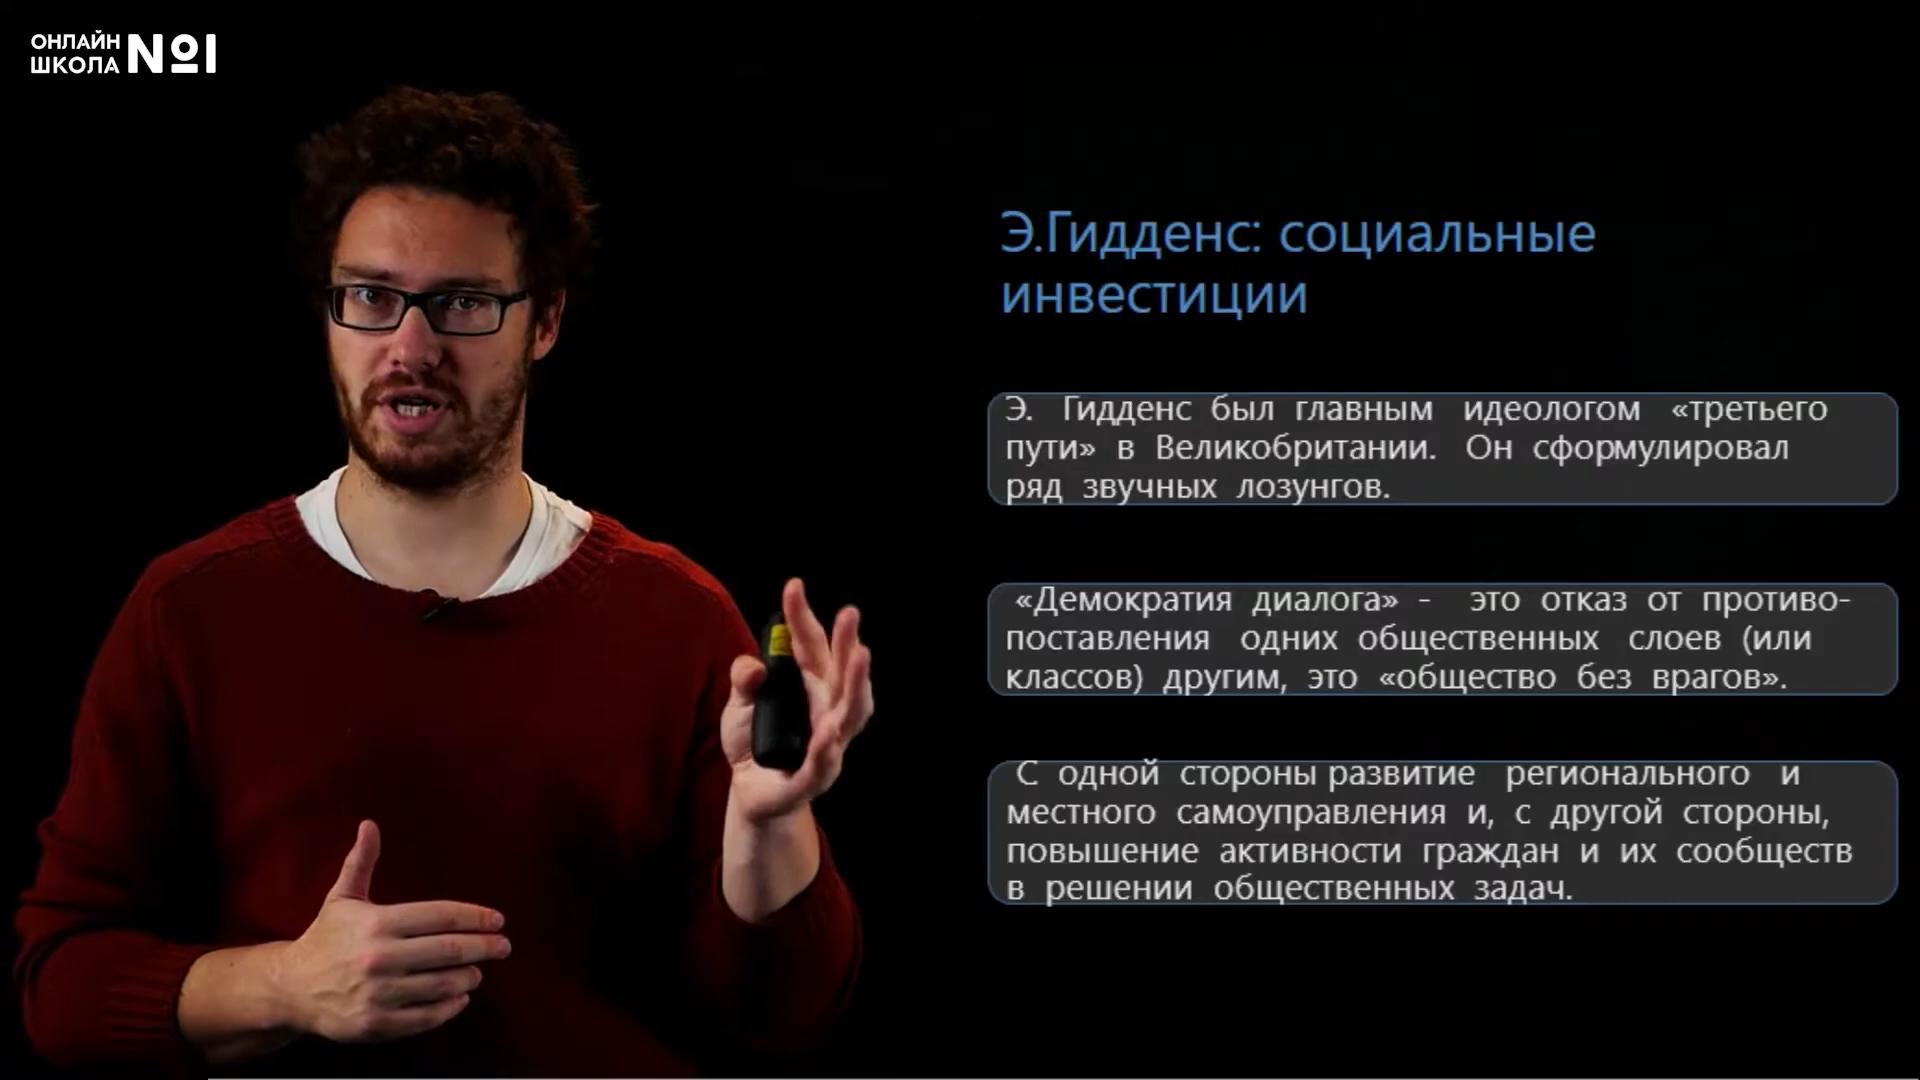 ОНЛАЙН
ШКОЛА №1
Э.Гидденс: социальные
инвестиции
Э. Гидденс был главным идеологом «третьего
пути» в Великобритании. Он сформулировал
ряд звучных лозунгов.
«Демократия диалога» - это отказ от противо-
поставления одних общественных слоев (или
классов) другим, это «общество без врагов».
С одной стороны развитие регионального и
местного самоуправления и, с другой стороны,
повышение активности граждан и их сообществ
в решении общественных задач.